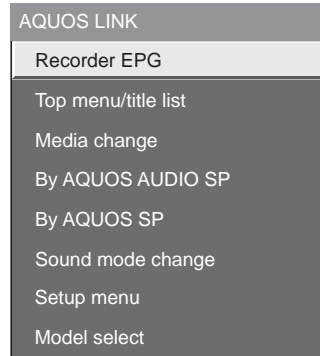 AQUOS LINK
Recorder EPG
Top menu/title list
Media change
By AQUOS AUDIO SP
By AQUOS SP
Sound mode change
Setup menu
Model select